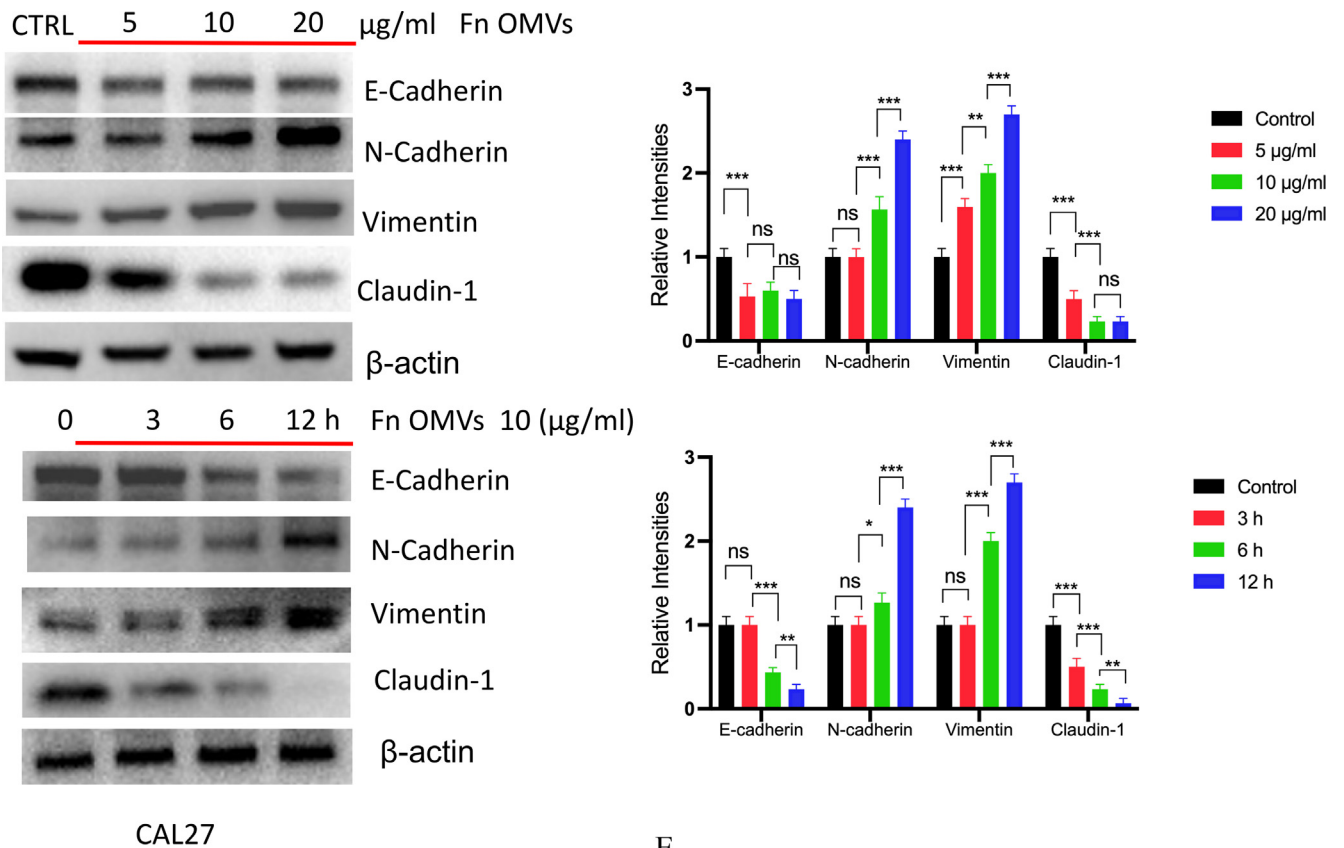 CTRL 5 10 20 μg/ml Fn OMVs
E-Cadherin
N-Cadherin
Vimentin
Claudin-1
β-actin
3
2
1
0
Relative Intensities
*** ns ns
ns *** ***
*** ** ***
*** *** ns
E-cadherin N-cadherin Vimentin Claudin-1
Control
5 μg/ml
10 μg/ml
20 μg/ml
0 3 6 12 h Fn OMVs 10 (μg/ml)
E-Cadherin
N-Cadherin
Vimentin
Claudin-1
β-actin
CAL27
3
2
1
0
Relative Intensities
ns *** **
ns * ***
ns *** ***
*** *** **
E-cadherin N-cadherin Vimentin Claudin-1
Control
3 h
6 h
12 h